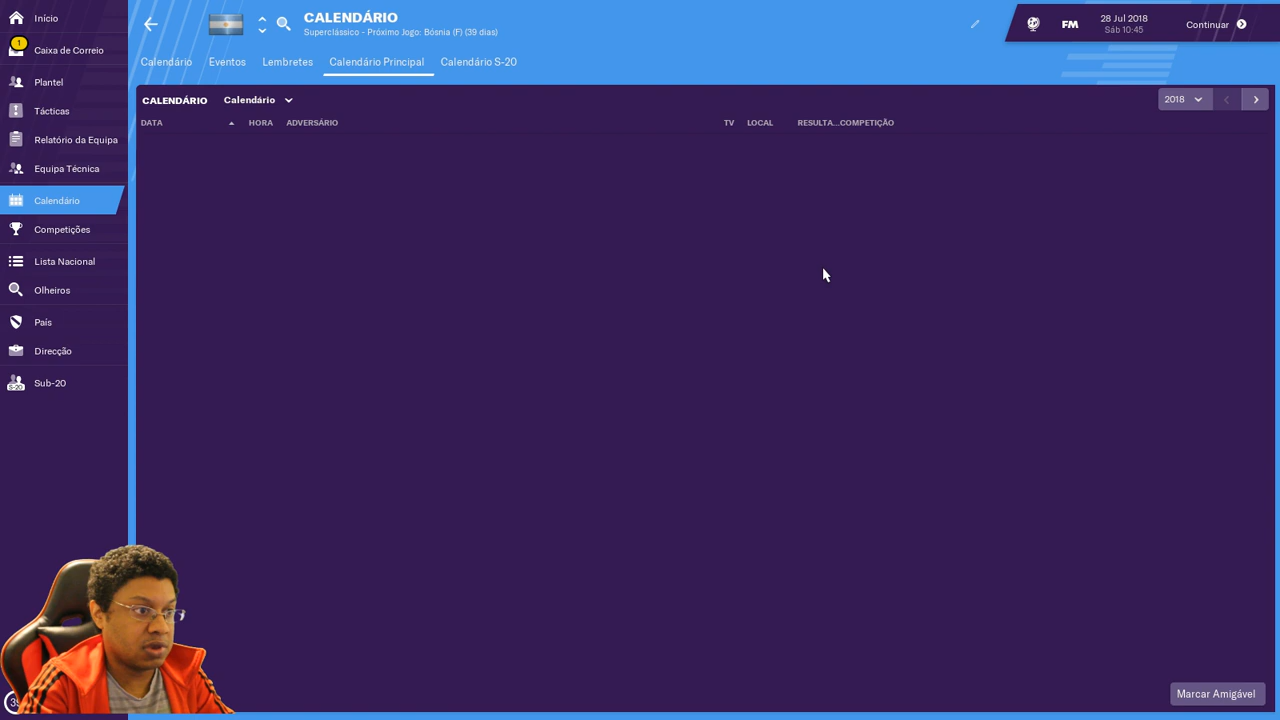 Início
CALENDÁRIO
Superclássico - Próximo Jogo: Bósnia (F) (39 dias)
FM
28 Jul 2018
Sáb 10:45
Continuar
1
Caixa de Correio
Calendário
Eventos
Lembretes
Calendário Principal
Calendário S-20
Plantel
Tácticas
Relatório da Equipa
Equipa Técnica
Calendário
Competições
Lista Nacional
Olheiros
País
Direcção
S-20
Sub-20
CALENDÁRIO
Calendário
2018
DATA
HORA
ADVERSÁRIO
TV
LOCAL
RESULTA...
COMPETIÇÃO
Marcar Amigável